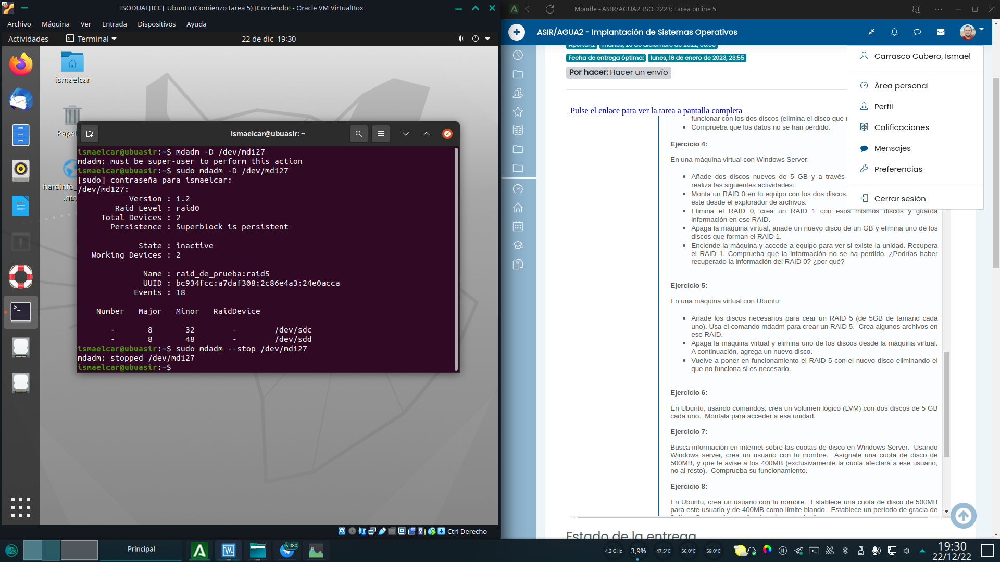 ISODUAL[ICC]_Ubuntu (Comienzo tarea 5) [Corriendo] - Oracle VM VirtualBox
Archivo Máquina Ver Entrada Dispositivos Ayuda
Actividades Terminal 22 de dic 19:30
ismaelcar
hardinfo_
.htm
ismaelcar@ubuasir: ~
ismaelcar@ubuasir:~$ mdadm -D /dev/md127
mdadm: must be super-user to perform this action
ismaelcar@ubuasir:~$ sudo mdadm -D /dev/md127
[sudo] contraseña para ismaelcar:
/dev/md127:
Version : 1.2
Raid Level : raid0
Total Devices : 2
Persistence : Superblock is persistent
State : inactive
Working Devices : 2
Name : raid_de_prueba:raid5
UUID : bc934fcc:a7daf308:2c86e4a3:24e0acca
Events : 18
Number Major Minor RaidDevice
- 8 32 - /dev/sdc
- 8 48 - /dev/sdd
ismaelcar@ubuasir:~$ sudo mdadm --stop /dev/md127
mdadm: stopped /dev/md127
ismaelcar@ubuasir:~$
Ctrl Derecho
Moodle - ASIR/AGUA2_ISO_2223: Tarea online 5
ASIR/AGUA2 - Implantación de Sistemas Operativos
Fecha de entrega óptima: lunes, 16 de enero de 2023, 23:55
Por hacer: Hacer un envío
Pulse el enlace para ver la tarea a pantalla completa
funcionar con los dos discos (elimina el disco que
Comprueba que los datos no se han perdido.
Ejercicio 4:
En una máquina virtual con Windows Server:
Añade dos discos nuevos de 5 GB y a través
realiza las siguientes actividades:
Monta un RAID 0 en tu equipo con los dos discos.
éste desde el explorador de archivos.
Elimina el RAID 0, crea un RAID 1 con esos mismos discos y guarda
información en ese RAID.
Apaga la máquina virtual, añade un nuevo disco de un GB y elimina uno de los
discos que forman el RAID 1.
Enciende la máquina y accede a equipo para ver si existe la unidad. Recupera
el RAID 1. Comprueba que la información no se ha perdido. ¿Podrías haber
recuperado la información del RAID 0? ¿por qué?
Ejercicio 5:
En una máquina virtual con Ubuntu:
Añade los discos necesarios para cear un RAID 5 (de 5GB de tamaño cada
uno). Usa el comando mdadm para crear un RAID 5. Crea algunos archivos en
ese RAID.
Apaga la máquina virtual y elimina uno de los discos desde la máquina virtual.
A continuación, agrega un nuevo disco.
Vuelve a poner en funcionamiento el RAID 5 con el nuevo disco eliminando el
que no funciona si es necesario.
Ejercicio 6:
En Ubuntu, usando comandos, crea un volumen lógico (LVM) con dos discos de 5 GB
cada uno. Móntala para acceder a esa unidad.
Ejercicio 7:
Busca información en internet sobre las cuotas de disco en Windows Server. Usando
Windows server, crea un usuario con tu nombre. Asígnale una cuota de disco de
500MB, y que le avise a los 400MB (exclusivamente la cuota afectará a ese usuario,
no al resto). Comprueba su funcionamiento.
Ejercicio 8:
En Ubuntu, crea un usuario con tu nombre. Establece una cuota de disco de 500MB
para este usuario y de 400MB como límite blando. Establece un período de gracia de
Estado de la entrega
Carrasco Cubero, Ismael
Área personal
Perfil
Calificaciones
Mensajes
Preferencias
Cerrar sesión
Principal
6.080
4,2 GHz 3,9% 47,5°C 56,0°C 59,0°C
19:30
22/12/22